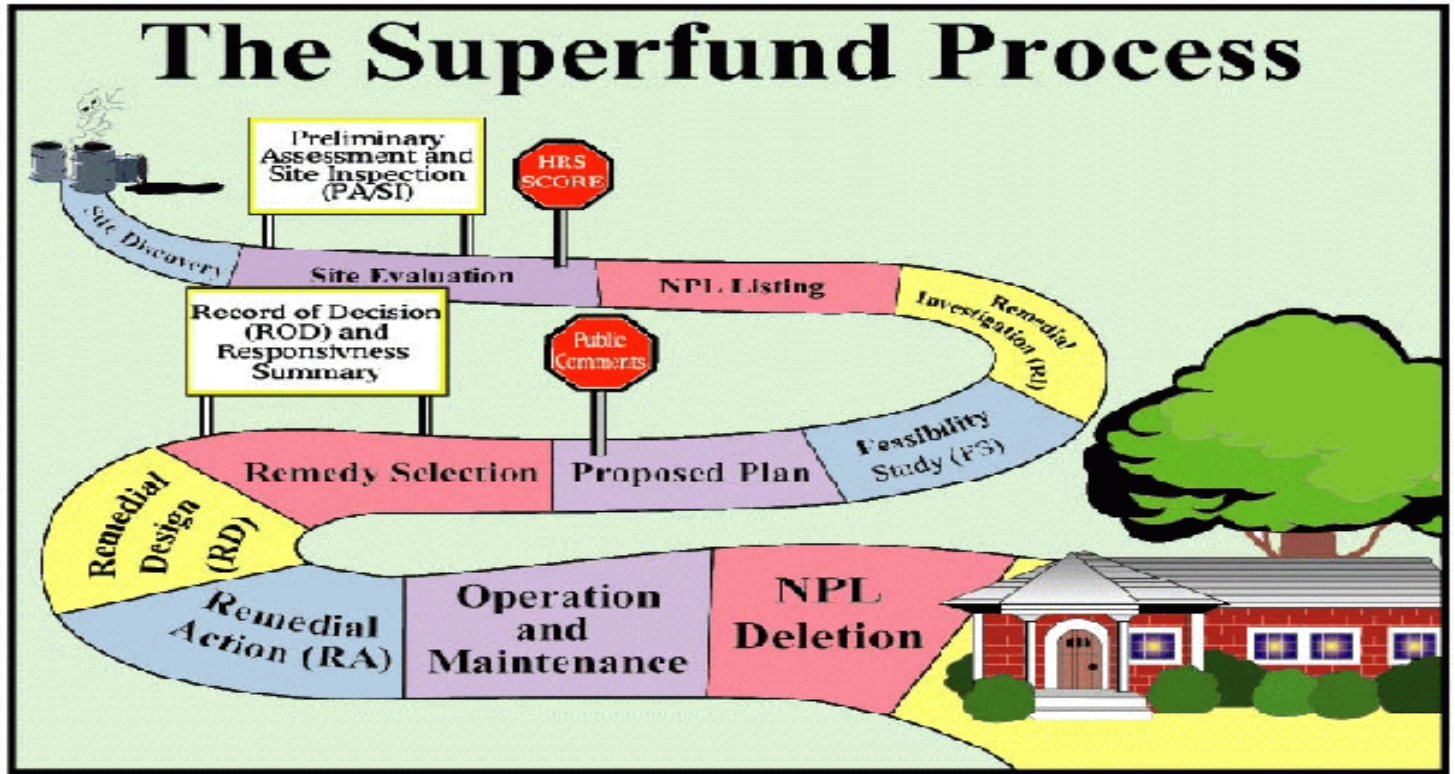 The Superfund Process
Preliminary
Assessment and
Site Inspection
(PA/SI)
HRS
SCORE
Site Discovery
Site Evaluation
NPL Listing
Remedial
Investigation (RI)
Record of Decision
(ROD) and
Responsivness
Summary
Public
Comments
Feasibility
Study (FS)
Proposed Plan
Remedy Selection
Remedial
Design
(RD)
Remedial
Action (RA)
Operation
and
Maintenance
NPL
Deletion